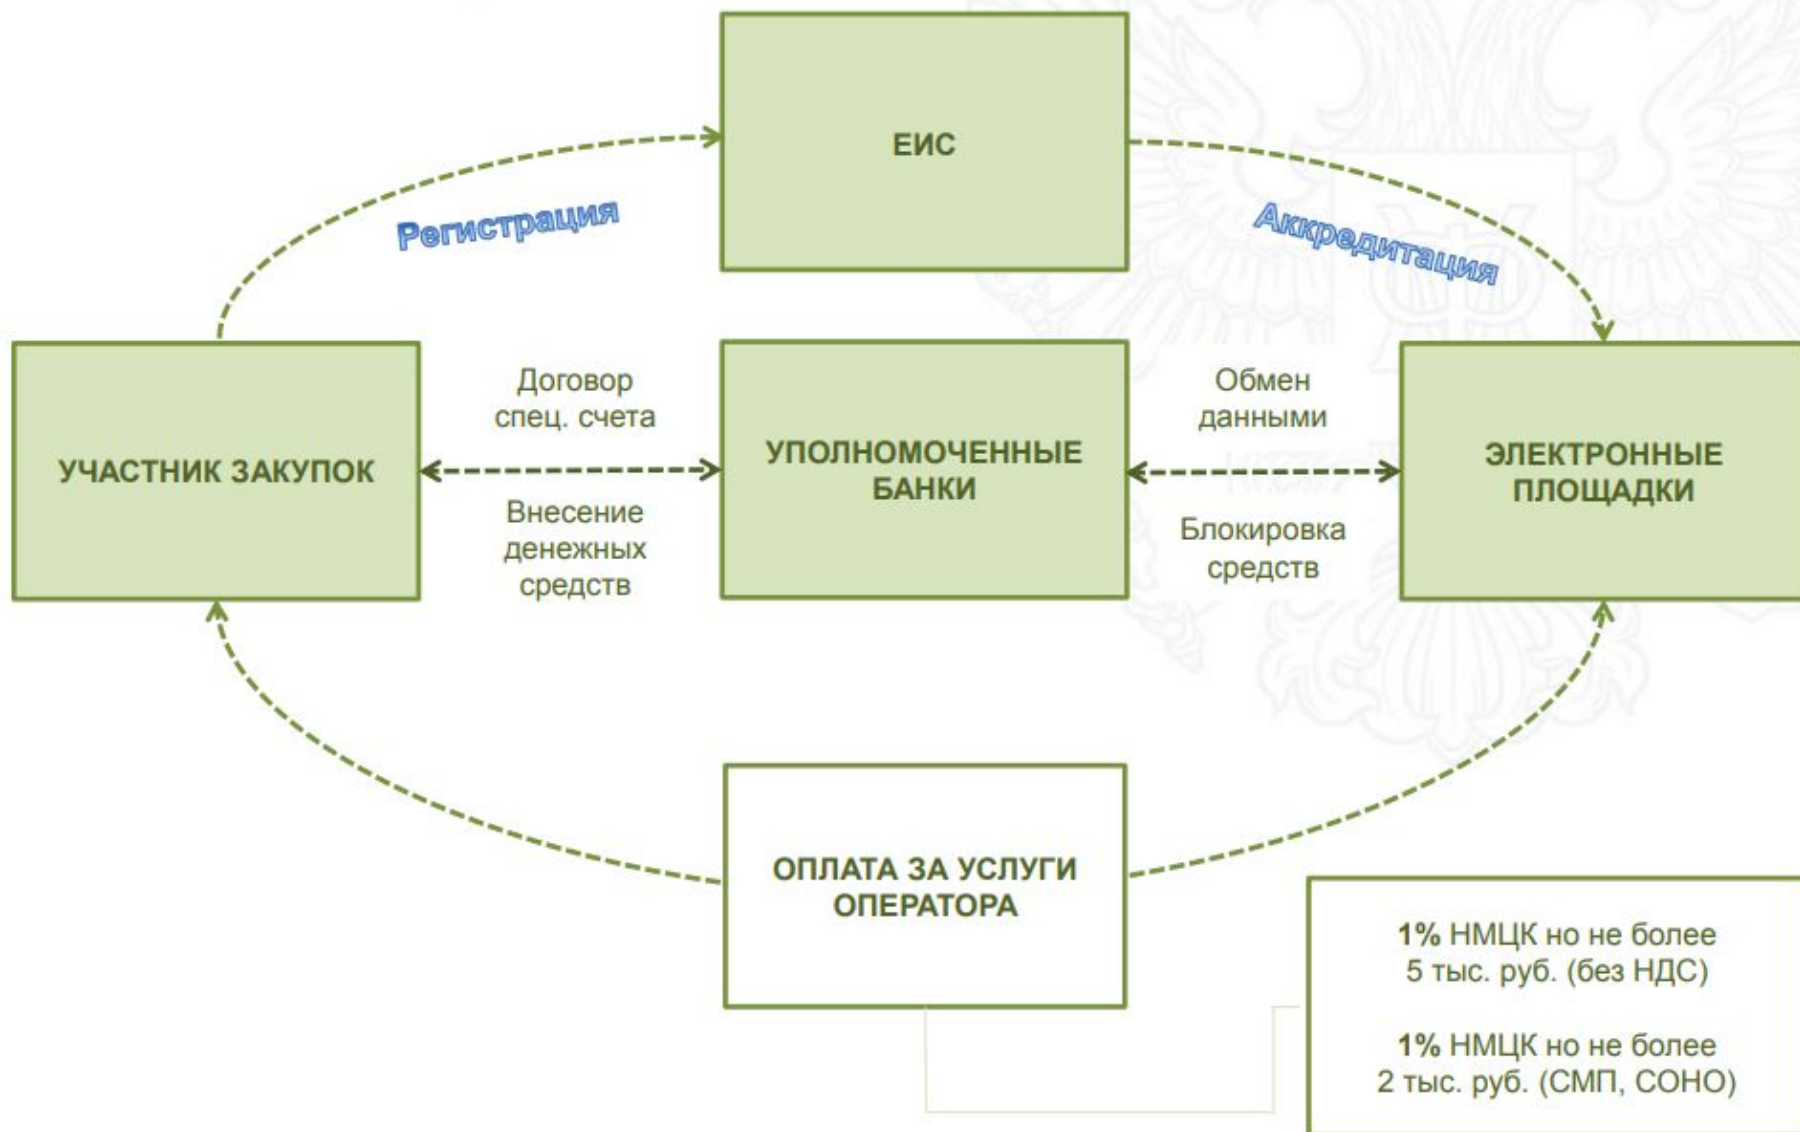 ЕИС
Регистрация
Аккредитация
УЧАСТНИК ЗАКУПОК
Договор
спец. счета
Внесение
денежных
средств
УПОЛНОМОЧЕННЫЕ
БАНКИ
Обмен
данными
Блокировка
средств
ЭЛЕКТРОННЫЕ
ПЛОЩАДКИ
ОПЛАТА ЗА УСЛУГИ
ОПЕРАТОРА
1% НМЦК но не более
5 тыс. руб. (без НДС)
1% НМЦК но не более
2 тыс. руб. (СМП, СОНО)